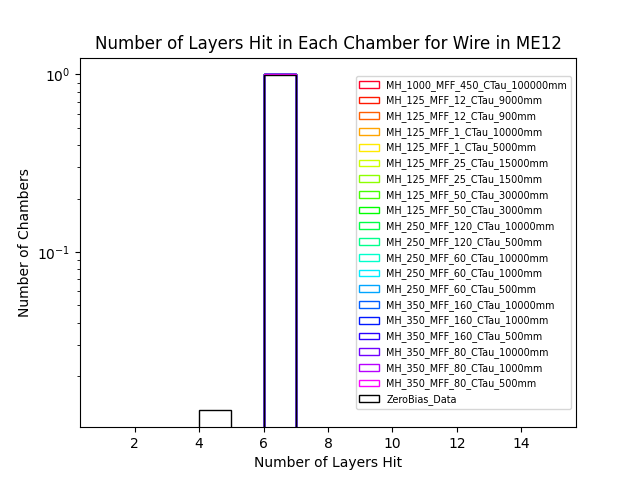 Number of Layers Hit in Each Chamber for Wire in ME12
Number of Chambers
10⁰
10⁻¹
MH_1000_MFF_450_CTau_100000mm
MH_125_MFF_12_CTau_9000mm
MH_125_MFF_12_CTau_900mm
MH_125_MFF_1_CTau_10000mm
MH_125_MFF_1_CTau_5000mm
MH_125_MFF_25_CTau_15000mm
MH_125_MFF_25_CTau_1500mm
MH_125_MFF_50_CTau_30000mm
MH_125_MFF_50_CTau_3000mm
MH_250_MFF_120_CTau_10000mm
MH_250_MFF_120_CTau_500mm
MH_250_MFF_60_CTau_10000mm
MH_250_MFF_60_CTau_1000mm
MH_250_MFF_60_CTau_500mm
MH_350_MFF_160_CTau_10000mm
MH_350_MFF_160_CTau_1000mm
MH_350_MFF_160_CTau_500mm
MH_350_MFF_80_CTau_10000mm
MH_350_MFF_80_CTau_1000mm
MH_350_MFF_80_CTau_500mm
ZeroBias_Data
2 4 6 8 10 12 14
Number of Layers Hit